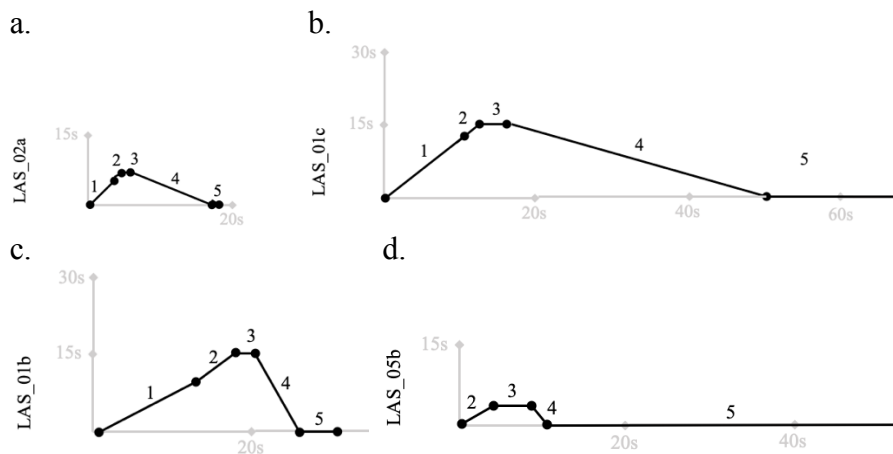 a.
15s
LAS_02a
1 2 3 4 5
20s
b.
30s
15s
LAS_01c
1 2 3 4 5
20s 40s 60s
c.
30s
15s
LAS_01b
1 2 3 4 5
20s
d.
15s
LAS_05b
2 3 4 5
20s 40s